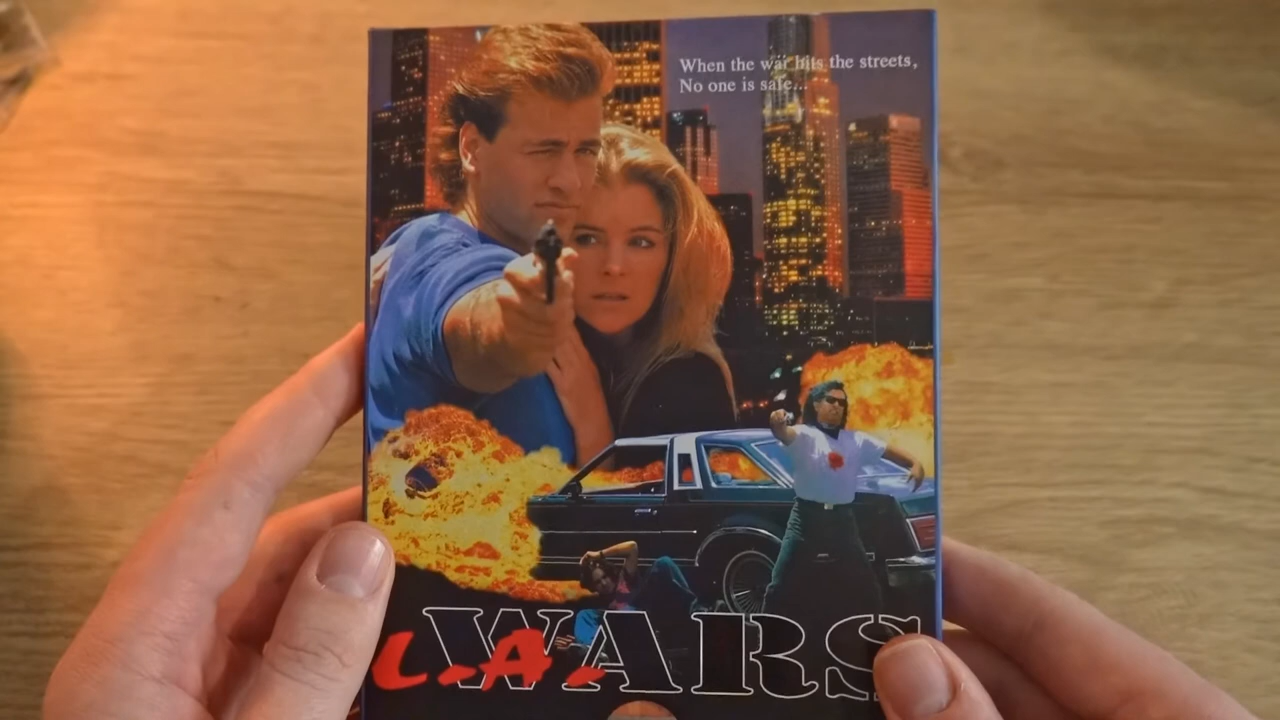 When the war hits the streets,
No one is safe...
L.A. WARS